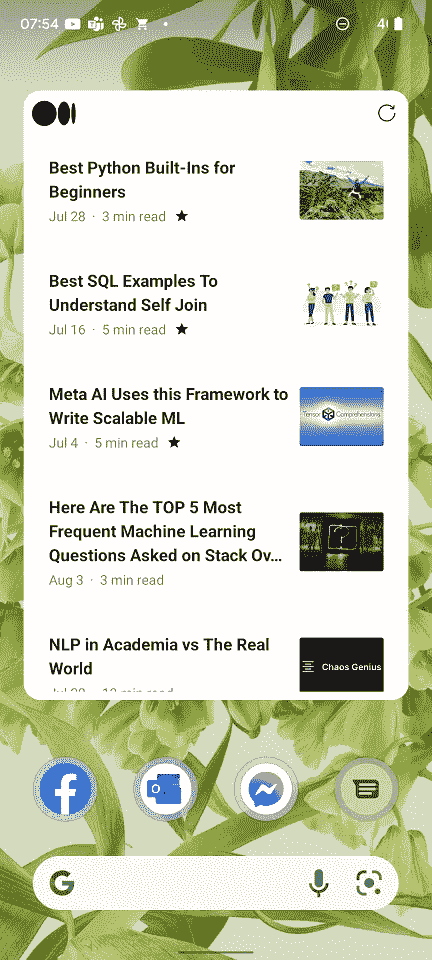 07:54
Best Python Built-Ins for
Beginners
Jul 28 · 3 min read ★
Best SQL Examples To
Understand Self Join
Jul 16 · 5 min read ★
Meta AI Uses this Framework to
Write Scalable ML
Jul 4 · 5 min read ★
Tensor Comprehensions
Here Are The TOP 5 Most
Frequent Machine Learning
Questions Asked on Stack Ov...
Aug 3 · 3 min read
NLP in Academia vs The Real
World
Chaos Genius